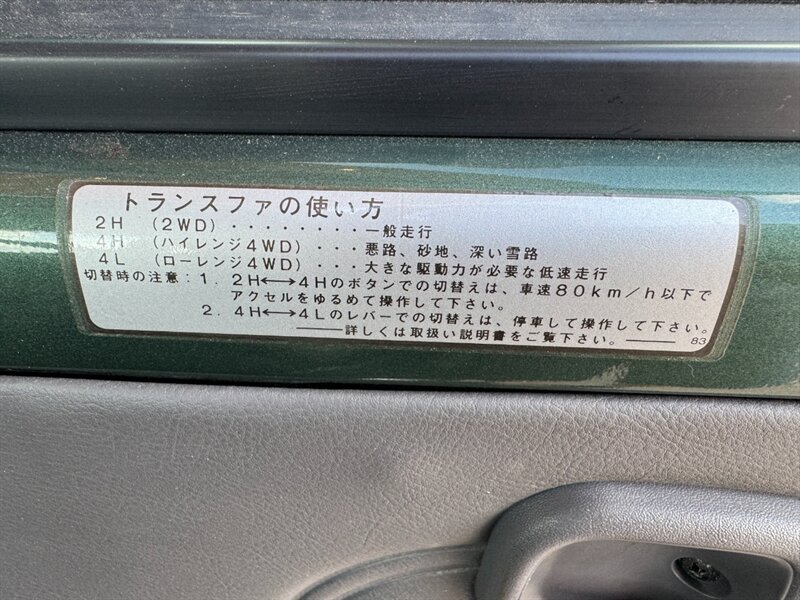 トランスファの使い方
2H (2WD)・・・・・・・・一般走行
4H (ハイレンジ4WD)・・・悪路、砂地、深い雪路
4L (ローレンジ4WD)・・・大きな駆動力が必要な低速走行
切替時の注意:1. 2H⟷4Hのボタンでの切替えは、車速80km/h以下で
アクセルをゆるめて操作して下さい。
2. 4H⟷4Lのレバーでの切替えは、停車して操作して下さい。
――詳しくは取扱い説明書をご覧下さい。―― 83